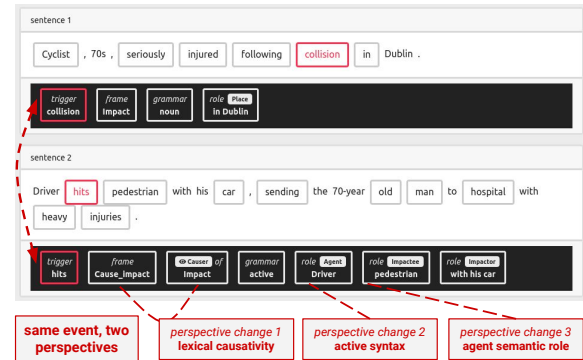 sentence 1
Cyclist , 70s , seriously injured following collision in Dublin .
trigger frame grammar role Place
collision Impact noun in Dublin
sentence 2
Driver hits pedestrian with his car , sending the 70-year old man to hospital with
heavy injuries .
trigger frame Causer of grammar role Agent role Impactee role Impactor
hits Cause_impact Impact active Driver pedestrian with his car
same event, two perspective change 1 perspective change 2 perspective change 3
perspectives lexical causativity active syntax agent semantic role